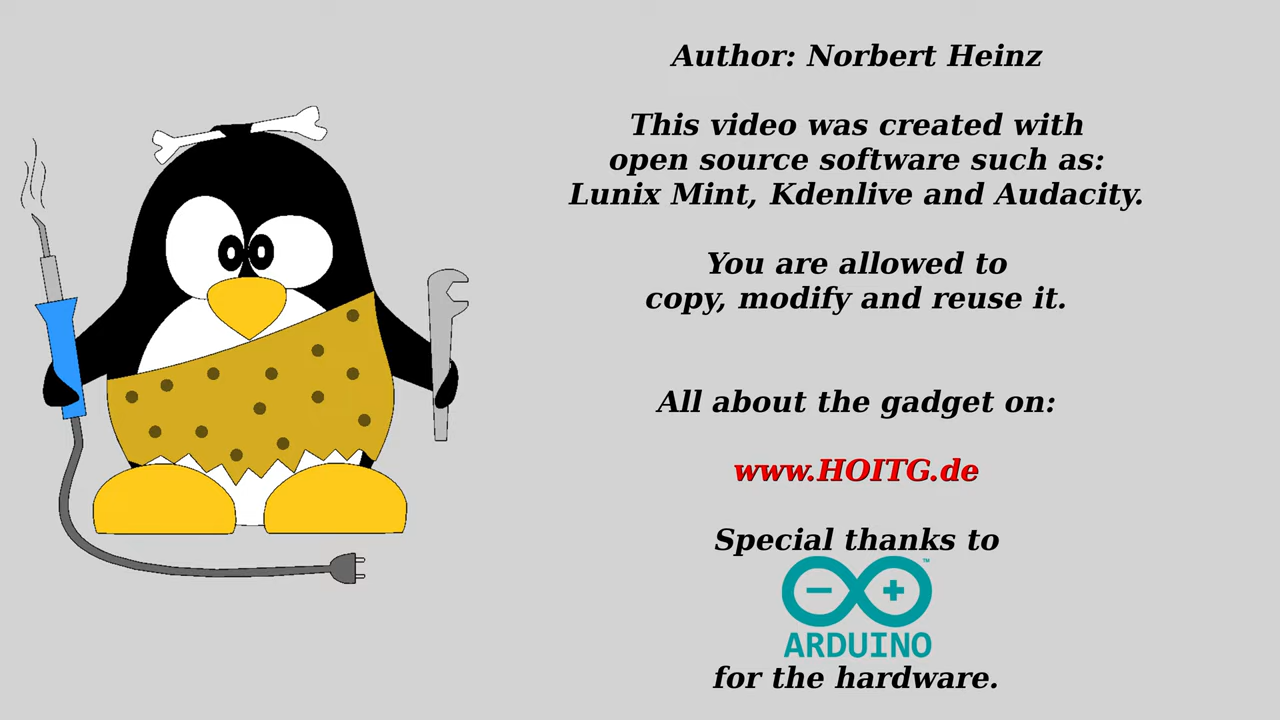 Author: Norbert Heinz
This video was created with
open source software such as:
Lunix Mint, Kdenlive and Audacity.
You are allowed to
copy, modify and reuse it.
All about the gadget on:
www.HOITG.de
Special thanks to
ARDUINO
for the hardware.